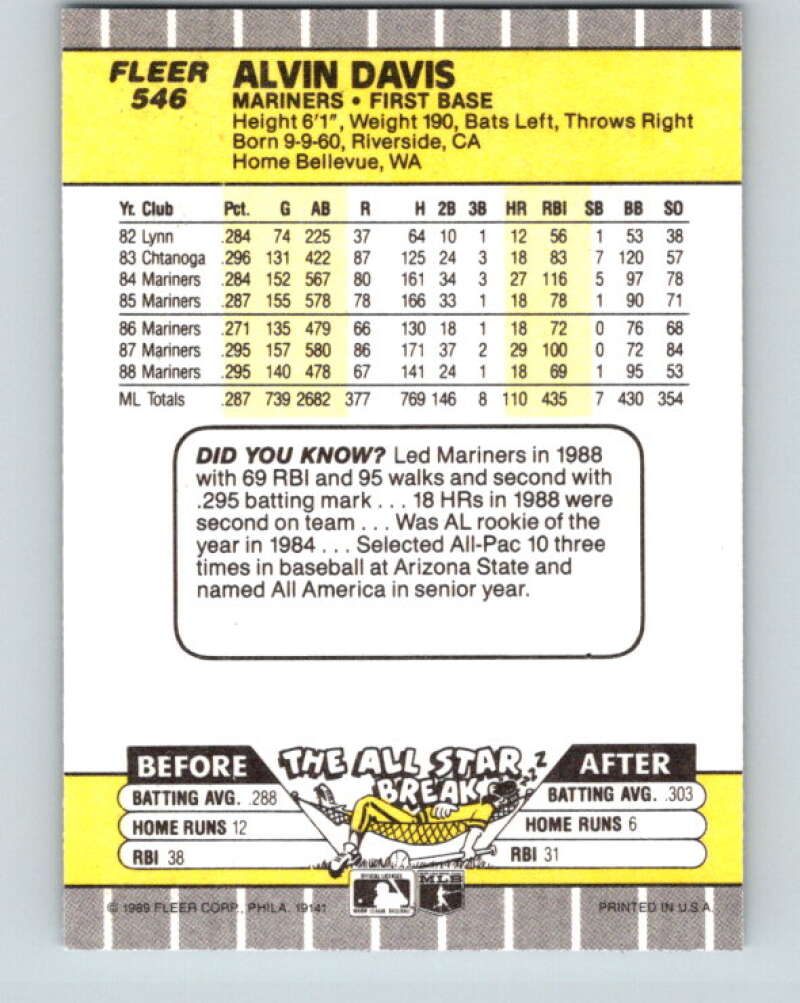 FLEER ALVIN DAVIS
546 MARINERS • FIRST BASE
Height 6'1", Weight 190, Bats Left, Throws Right
Born 9-9-60, Riverside, CA
Home Bellevue, WA
Yr. Club Pct. G AB R H 2B 3B HR RBI SB BB SO
82 Lynn .284 74 225 37 64 10 1 12 56 1 53 38
83 Chtanoga .296 131 422 87 125 24 3 18 83 7 120 57
84 Mariners .284 152 567 80 161 34 3 27 116 5 97 78
85 Mariners .287 155 578 78 166 33 1 18 78 1 90 71
86 Mariners .271 135 479 66 130 18 1 18 72 0 76 68
87 Mariners .295 157 580 86 171 37 2 29 100 0 72 84
88 Mariners .295 140 478 67 141 24 1 18 69 1 95 53
ML Totals .287 739 2682 377 769 146 8 110 435 7 430 354
DID YOU KNOW? Led Mariners in 1988
with 69 RBI and 95 walks and second with
.295 batting mark . . . 18 HRs in 1988 were
second on team . . . Was AL rookie of the
year in 1984 . . . Selected All-Pac 10 three
times in baseball at Arizona State and
named All America in senior year.
BEFORE THE ALL STAR AFTER
BREAK ZZZ
BATTING AVG. .288 BATTING AVG. .303
HOME RUNS 12 HOME RUNS 6
RBI 38 RBI 31
MLB
© 1989 FLEER CORP., PHILA. 19141 PRINTED IN U.S.A.